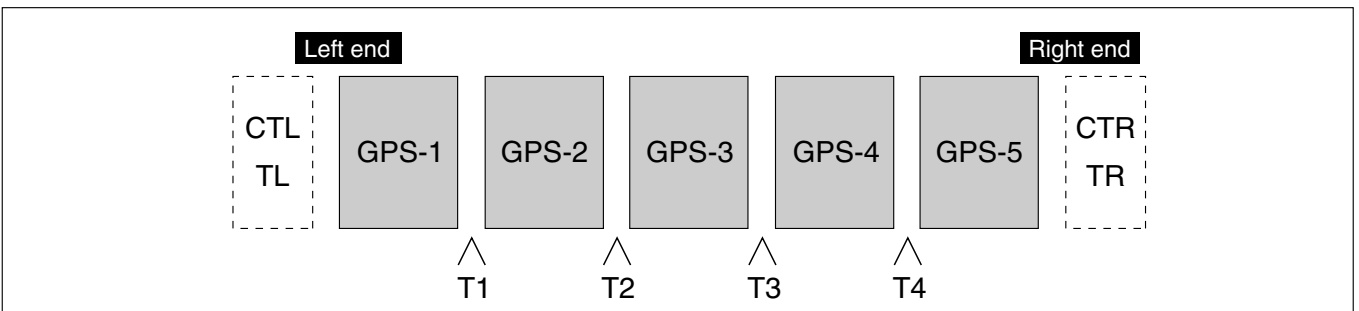 Left end Right end
CTL GPS-1 GPS-2 GPS-3 GPS-4 GPS-5 CTR
TL TR
T1 T2 T3 T4